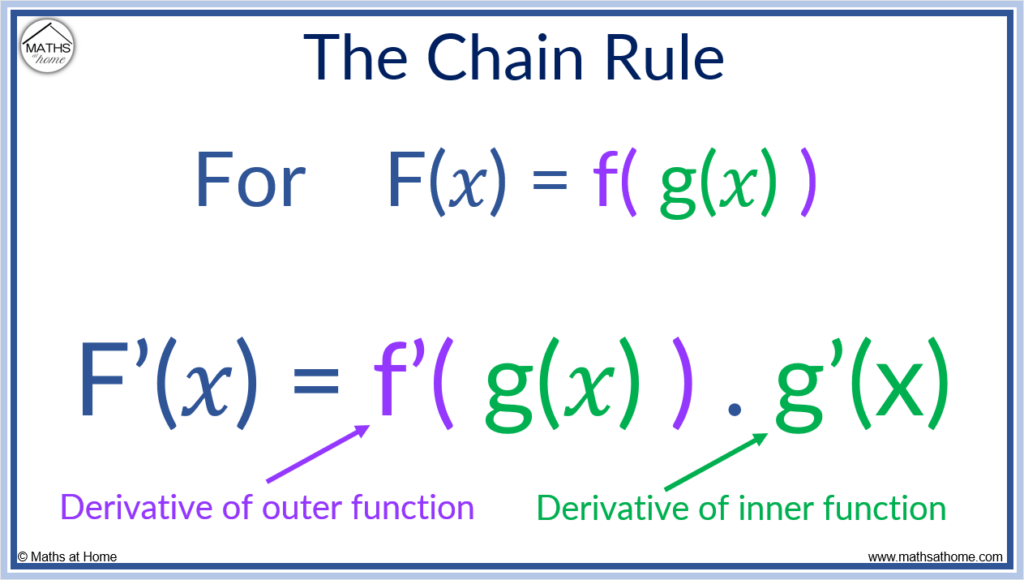 MATHS
at
home
The Chain Rule
For F(x) = f( g(x) )
F’(x) = f’( g(x) ) . g’(x)
Derivative of outer function
Derivative of inner function
© Maths at Home
www.mathsathome.com